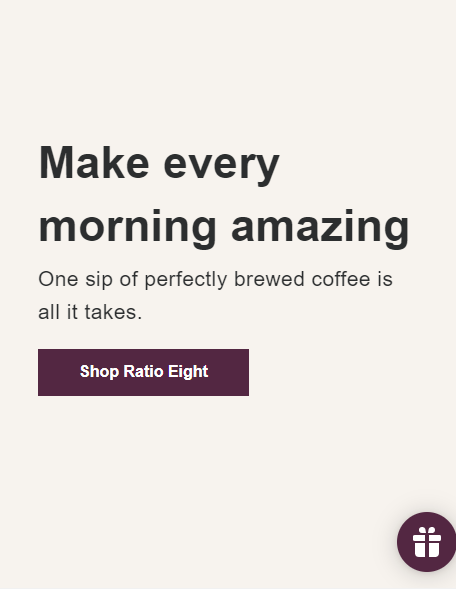 Make every
morning amazing
One sip of perfectly brewed coffee is
all it takes.
Shop Ratio Eight